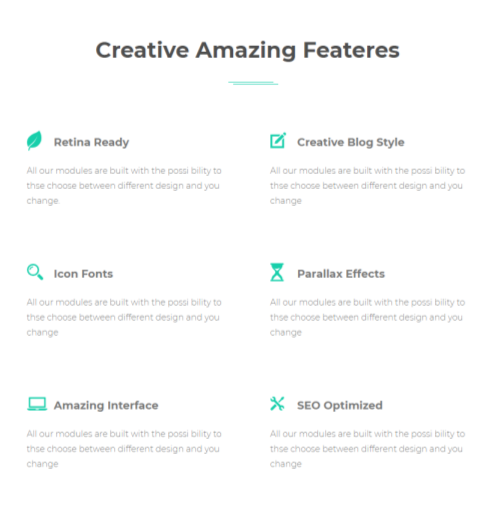 Creative Amazing Feateres
Retina Ready
All our modules are built with the possi bility to
thse choose between different design and you
change.
Creative Blog Style
All our modules are built with the possi bility to
thse choose between different design and you
change
Icon Fonts
All our modules are built with the possi bility to
thse choose between different design and you
change
Parallax Effects
All our modules are built with the possi bility to
thse choose between different design and you
change
Amazing Interface
All our modules are built with the possi bility to
thse choose between different design and you
change
SEO Optimized
All our modules are built with the possi bility to
thse choose between different design and you
change